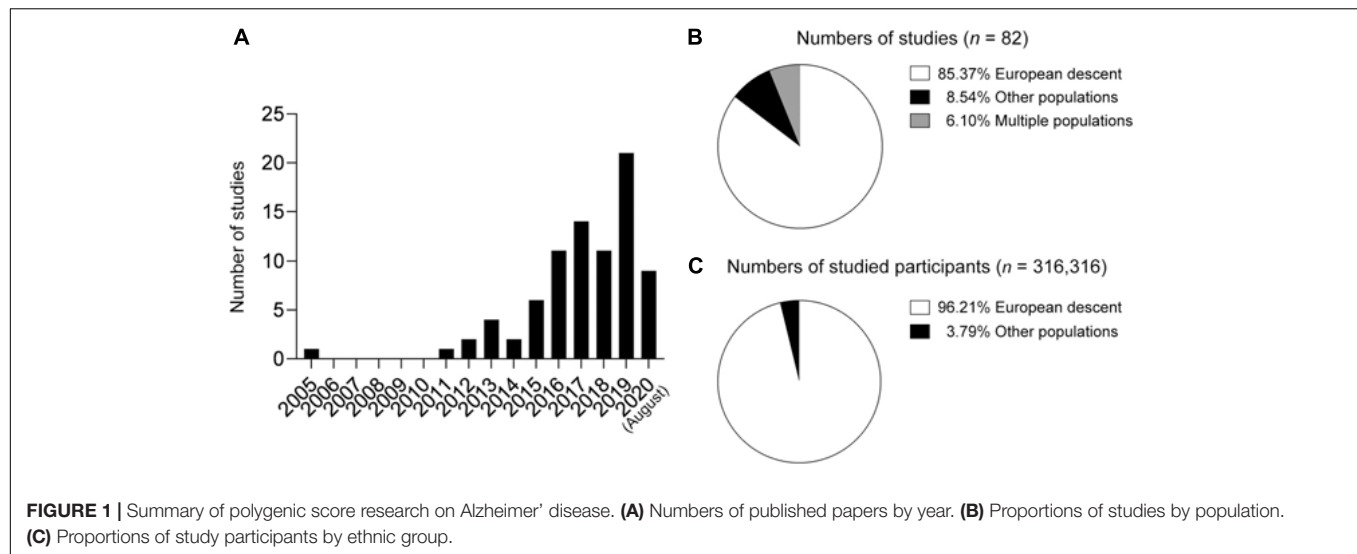 A
Number of studies
25
20
15
10
5
0
2005
2006
2007
2008
2009
2010
2011
2012
2013
2014
2015
2016
2017
2018
2019
2020
(August)
B
Numbers of studies (n = 82)
85.37% European descent
8.54% Other populations
6.10% Multiple populations
C
Numbers of studied participants (n = 316,316)
96.21% European descent
3.79% Other populations
FIGURE 1 | Summary of polygenic score research on Alzheimer' disease. (A) Numbers of published papers by year. (B) Proportions of studies by population.
(C) Proportions of study participants by ethnic group.